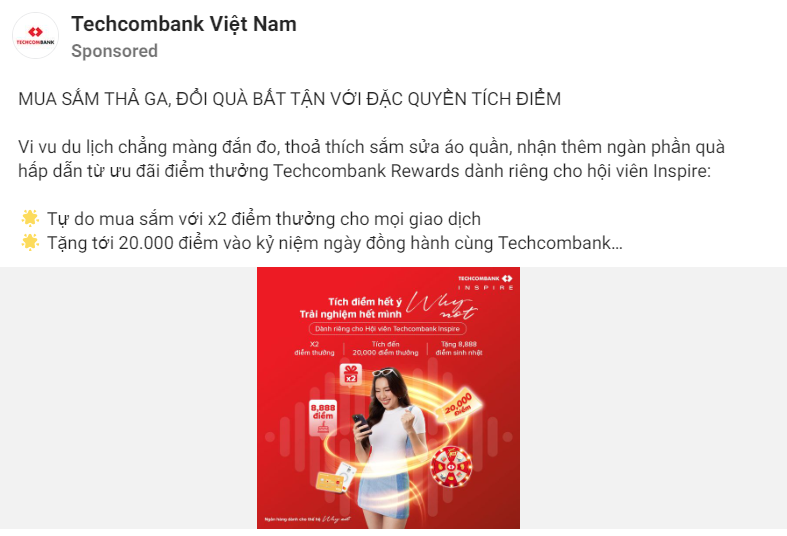 Techcombank Việt Nam
TECHCOMBANK
Sponsored
MUA SẮM THẢ GA, ĐỔI QUÀ BẤT TẬN VỚI ĐẶC QUYỀN TÍCH ĐIỂM
Vi vu du lịch chẳng màng đắn đo, thoả thích sắm sửa áo quần, nhận thêm ngàn phần quà
hấp dẫn từ ưu đãi điểm thưởng Techcombank Rewards dành riêng cho hội viên Inspire:
🌟 Tự do mua sắm với x2 điểm thưởng cho mọi giao dịch
🌟 Tặng tới 20.000 điểm vào kỷ niệm ngày đồng hành cùng Techcombank...
TECHCOMBANK
INSPIRE
Tích điểm hết ý
Trải nghiệm hết mình
Why not
Dành riêng cho Hội viên Techcombank Inspire
X2
điểm thưởng
Tích đến
20,000 điểm thưởng
Tặng 8,888
điểm sinh nhật
x2
8,888
điểm
20,000
điểm
Ngân hàng dành cho thế hệ Why not